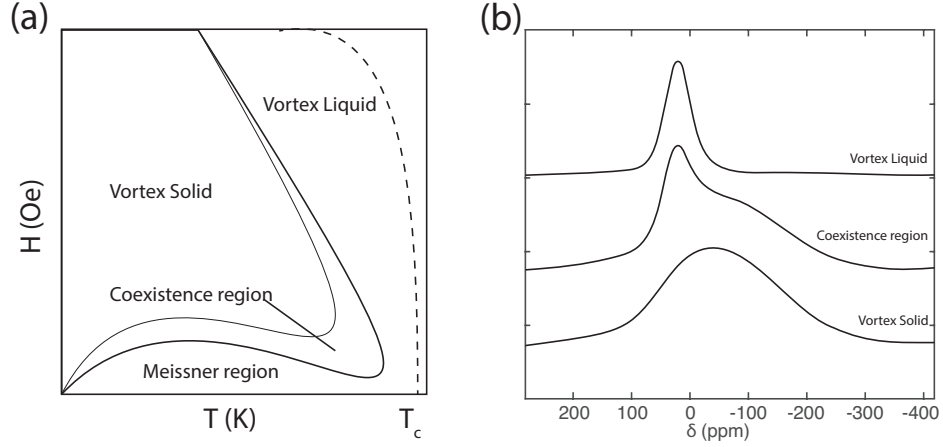 (a)
Vortex Liquid
Vortex Solid
H (Oe)
Coexistence region
Meissner region
T (K)
T_c
(b)
Vortex Liquid
Coexistence region
Vortex Solid
200 100 0 -100 -200 -300 -400
δ (ppm)